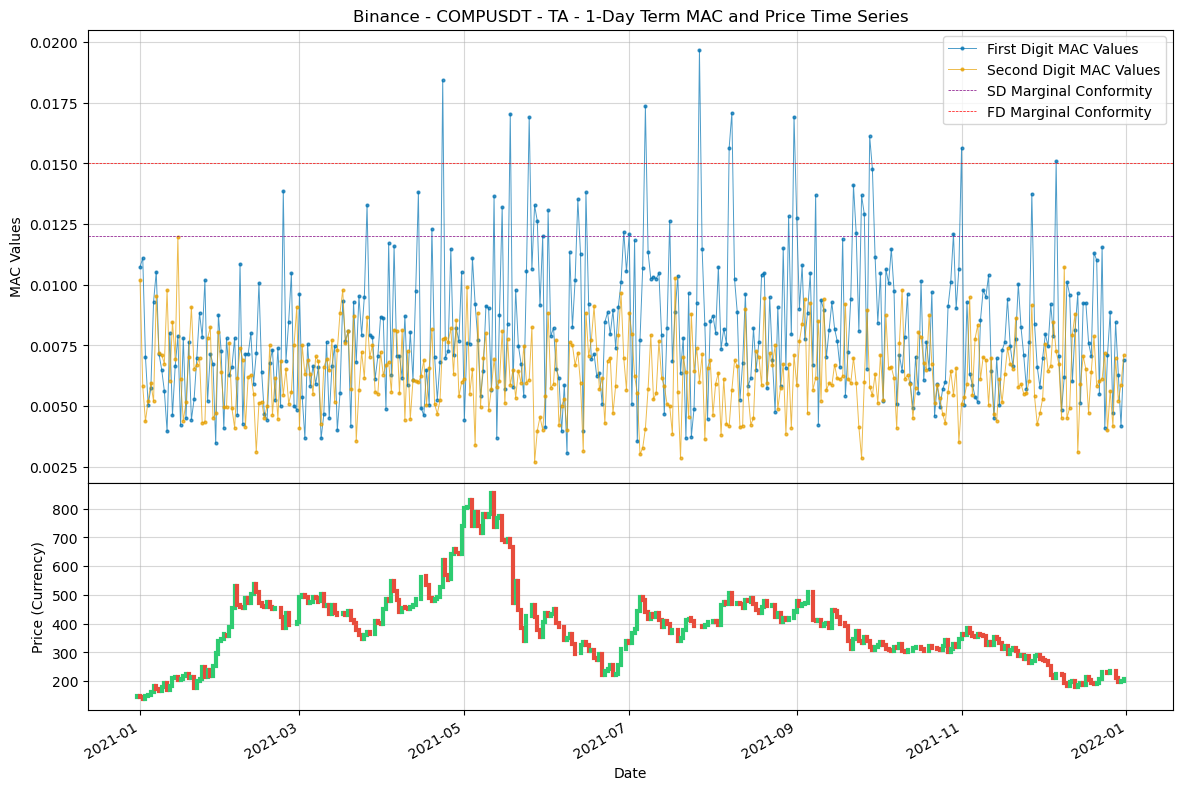 Binance - COMPUSDT - TA - 1-Day Term MAC and Price Time Series
MAC Values
0.0200
0.0175
0.0150
0.0125
0.0100
0.0075
0.0050
0.0025
First Digit MAC Values
Second Digit MAC Values
SD Marginal Conformity
FD Marginal Conformity
Price (Currency)
800
700
600
500
400
300
200
2021-01
2021-03
2021-05
2021-07
2021-09
2021-11
2022-01
Date